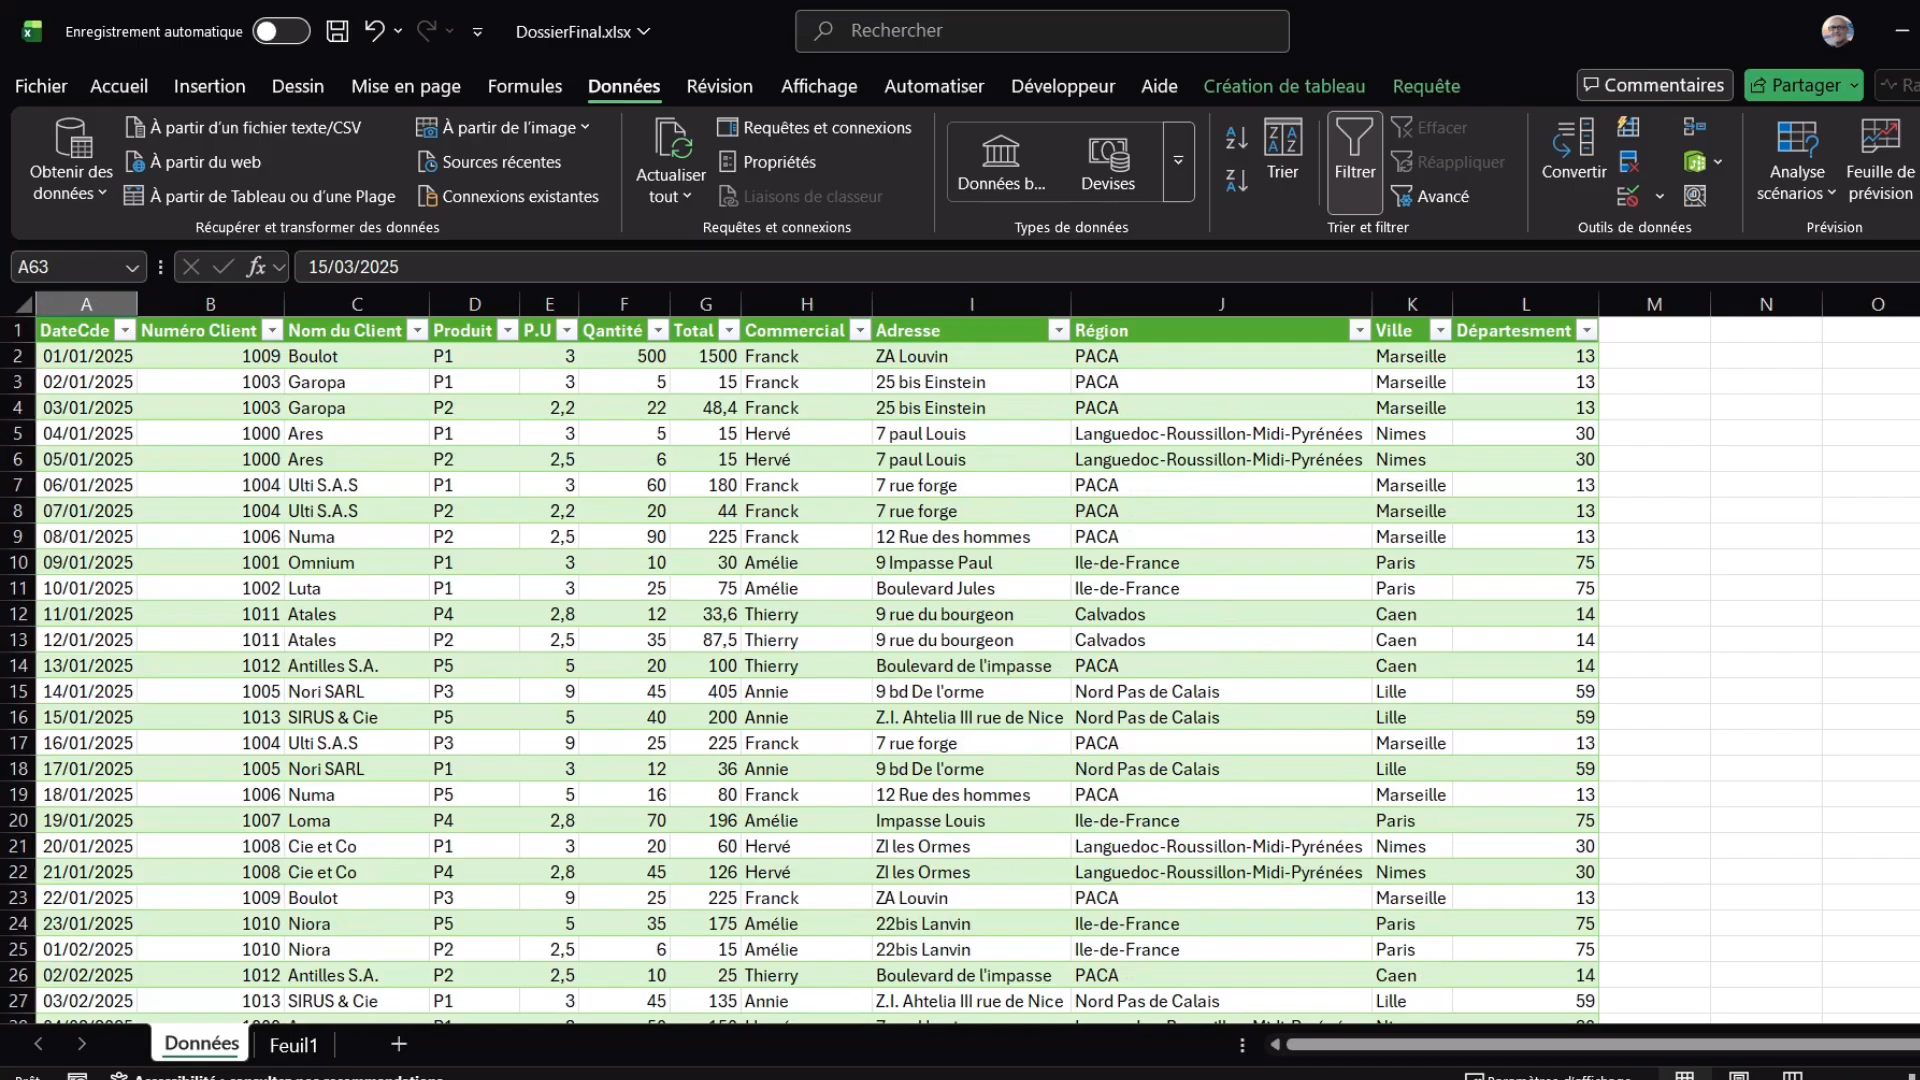 Enregistrement automatique DossierFinal.xlsx Rechercher
Fichier Accueil Insertion Dessin Mise en page Formules Données Révision Affichage Automatiser Développeur Aide Création de tableau Requête Commentaires Partager
Obtenir des données
À partir d'un fichier texte/CSV
À partir du web
À partir de Tableau ou d'une Plage
À partir de l'image
Sources récentes
Connexions existantes
Récupérer et transformer des données
Actualiser tout
Requêtes et connexions
Propriétés
Liaisons de classeur
Requêtes et connexions
Données b... Devises
Types de données
Trier
Filtrer
Effacer
Réappliquer
Avancé
Trier et filtrer
Convertir
Outils de données
Analyse scénarios
Feuille de prévision
Prévision
A63 fx 15/03/2025
A B C D E F G H I J K L M N O
1 DateCde Numéro Client Nom du Client Produit P.U Qantité Total Commercial Adresse Région Ville Départesment
2 01/01/2025 1009 Boulot P1 3 500 1500 Franck ZA Louvin PACA Marseille 13
3 02/01/2025 1003 Garopa P1 3 5 15 Franck 25 bis Einstein PACA Marseille 13
4 03/01/2025 1003 Garopa P2 2,2 22 48,4 Franck 25 bis Einstein PACA Marseille 13
5 04/01/2025 1000 Ares P1 3 5 15 Hervé 7 paul Louis Languedoc-Roussillon-Midi-Pyrénées Nimes 30
6 05/01/2025 1000 Ares P2 2,5 6 15 Hervé 7 paul Louis Languedoc-Roussillon-Midi-Pyrénées Nimes 30
7 06/01/2025 1004 Ulti S.A.S P1 3 60 180 Franck 7 rue forge PACA Marseille 13
8 07/01/2025 1004 Ulti S.A.S P2 2,2 20 44 Franck 7 rue forge PACA Marseille 13
9 08/01/2025 1006 Numa P2 2,5 90 225 Franck 12 Rue des hommes PACA Marseille 13
10 09/01/2025 1001 Omnium P1 3 10 30 Amélie 9 Impasse Paul Ile-de-France Paris 75
11 10/01/2025 1002 Luta P1 3 25 75 Amélie Boulevard Jules Ile-de-France Paris 75
12 11/01/2025 1011 Atales P4 2,8 12 33,6 Thierry 9 rue du bourgeon Calvados Caen 14
13 12/01/2025 1011 Atales P2 2,5 35 87,5 Thierry 9 rue du bourgeon Calvados Caen 14
14 13/01/2025 1012 Antilles S.A. P5 5 20 100 Thierry Boulevard de l'impasse PACA Caen 14
15 14/01/2025 1005 Nori SARL P3 9 45 405 Annie 9 bd De l'orme Nord Pas de Calais Lille 59
16 15/01/2025 1013 SIRUS & Cie P5 5 40 200 Annie Z.I. Ahtelia III rue de Nice Nord Pas de Calais Lille 59
17 16/01/2025 1004 Ulti S.A.S P3 9 25 225 Franck 7 rue forge PACA Marseille 13
18 17/01/2025 1005 Nori SARL P1 3 12 36 Annie 9 bd De l'orme Nord Pas de Calais Lille 59
19 18/01/2025 1006 Numa P5 5 16 80 Franck 12 Rue des hommes PACA Marseille 13
20 19/01/2025 1007 Loma P4 2,8 70 196 Amélie Impasse Louis Ile-de-France Paris 75
21 20/01/2025 1008 Cie et Co P1 3 20 60 Hervé ZI les Ormes Languedoc-Roussillon-Midi-Pyrénées Nimes 30
22 21/01/2025 1008 Cie et Co P4 2,8 45 126 Hervé ZI les Ormes Languedoc-Roussillon-Midi-Pyrénées Nimes 30
23 22/01/2025 1009 Boulot P3 9 25 225 Franck ZA Louvin PACA Marseille 13
24 23/01/2025 1010 Niora P5 5 35 175 Amélie 22bis Lanvin Ile-de-France Paris 75
25 01/02/2025 1010 Niora P2 2,5 6 15 Amélie 22bis Lanvin Ile-de-France Paris 75
26 02/02/2025 1012 Antilles S.A. P2 2,5 10 25 Thierry Boulevard de l'impasse PACA Caen 14
27 03/02/2025 1013 SIRUS & Cie P1 3 45 135 Annie Z.I. Ahtelia III rue de Nice Nord Pas de Calais Lille 59
Données Feuil1